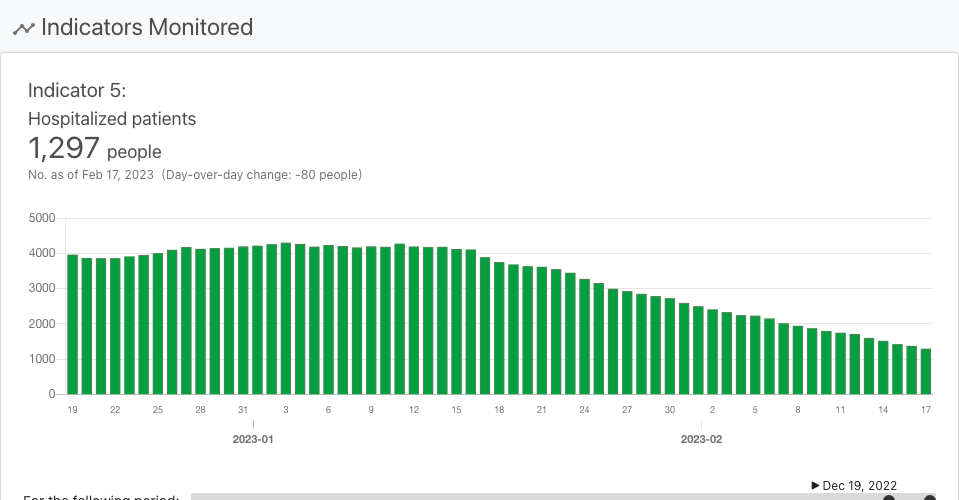 Indicators Monitored
Indicator 5:
Hospitalized patients
1,297 people
No. as of Feb 17, 2023 (Day-over-day change: -80 people)
5000
4000
3000
2000
1000
0
19 22 25 28 31 3 6 9 12 15 18 21 24 27 30 2 5 8 11 14 17
2023-01 2023-02
▶ Dec 19, 2022
For the following period: